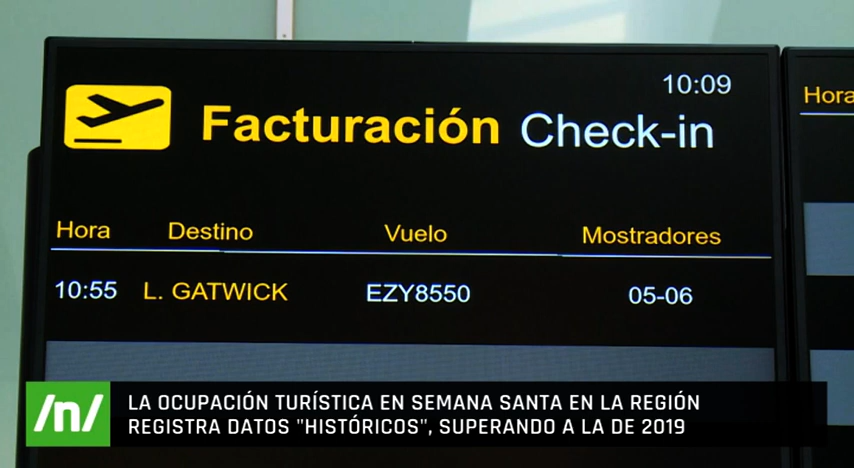 10:09
Facturación Check-in
Hora
Hora Destino Vuelo Mostradores
10:55 L. GATWICK EZY8550 05-06
/n/ LA OCUPACIÓN TURÍSTICA EN SEMANA SANTA EN LA REGIÓN
REGISTRA DATOS "HISTÓRICOS", SUPERANDO A LA DE 2019